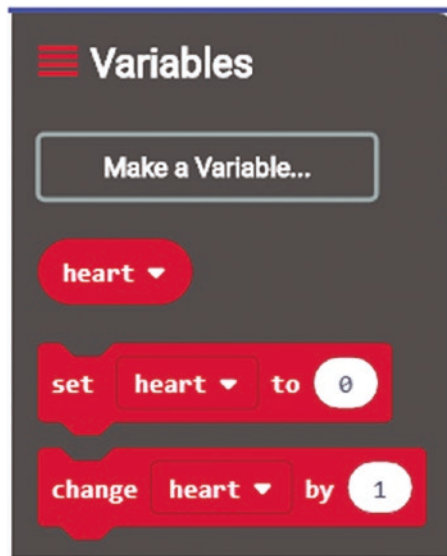 Variables
Make a Variable...
heart
set heart to 0
change heart by 1